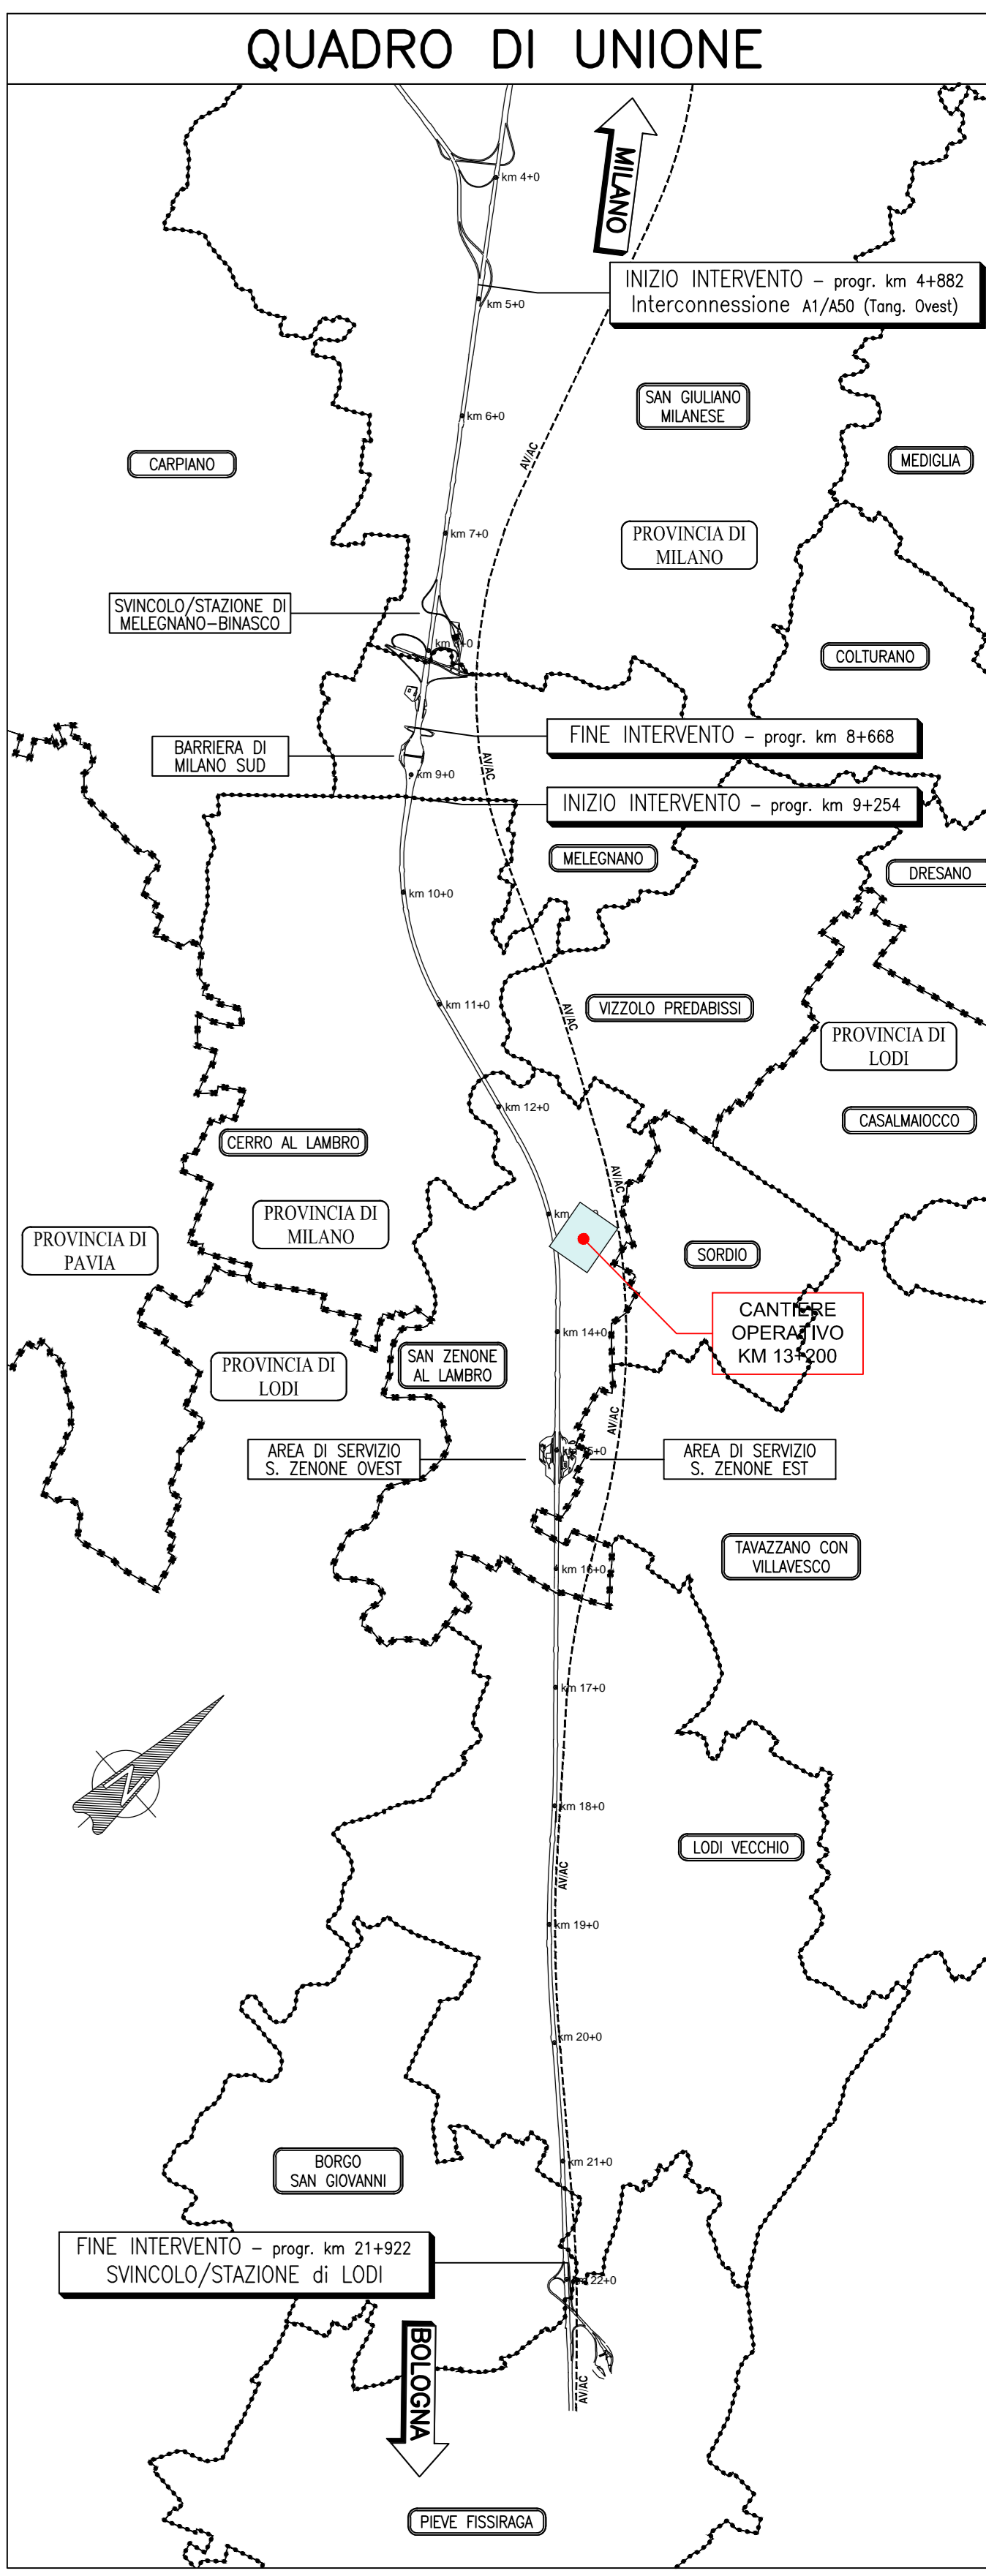 QUADRO DI UNIONE
MILANO
km 4+0
INIZIO INTERVENTO – progr. km 4+882
Interconnessione A1/A50 (Tang. Ovest)
km 5+0
SAN GIULIANO
MILANESE
km 6+0
AV/AC
CARPIANO
MEDIGLIA
km 7+0
PROVINCIA DI
MILANO
SVINCOLO/STAZIONE DI
MELEGNANO–BINASCO
COLTURANO
FINE INTERVENTO – progr. km 8+668
BARRIERA DI
MILANO SUD
AV/AC
km 9+0
INIZIO INTERVENTO – progr. km 9+254
MELEGNANO
DRESANO
km 10+0
km 11+0
VIZZOLO PREDABISSI
AV/AC
PROVINCIA DI
LODI
km 12+0
CASALMAIOCCO
CERRO AL LAMBRO
AV/AC
PROVINCIA DI
MILANO
PROVINCIA DI
PAVIA
SORDIO
CANTIERE
OPERATIVO
KM 13+200
km 14+0
SAN ZENONE
AL LAMBRO
PROVINCIA DI
LODI
AV/AC
AREA DI SERVIZIO
S. ZENONE OVEST
AREA DI SERVIZIO
S. ZENONE EST
TAVAZZANO CON
VILLAVESCO
km 16+0
km 17+0
N
km 18+0
LODI VECCHIO
AV/AC
km 19+0
km 20+0
km 21+0
BORGO
SAN GIOVANNI
FINE INTERVENTO – progr. km 21+922
SVINCOLO/STAZIONE di LODI
km 22+0
BOLOGNA
AV/AC
PIEVE FISSIRAGA